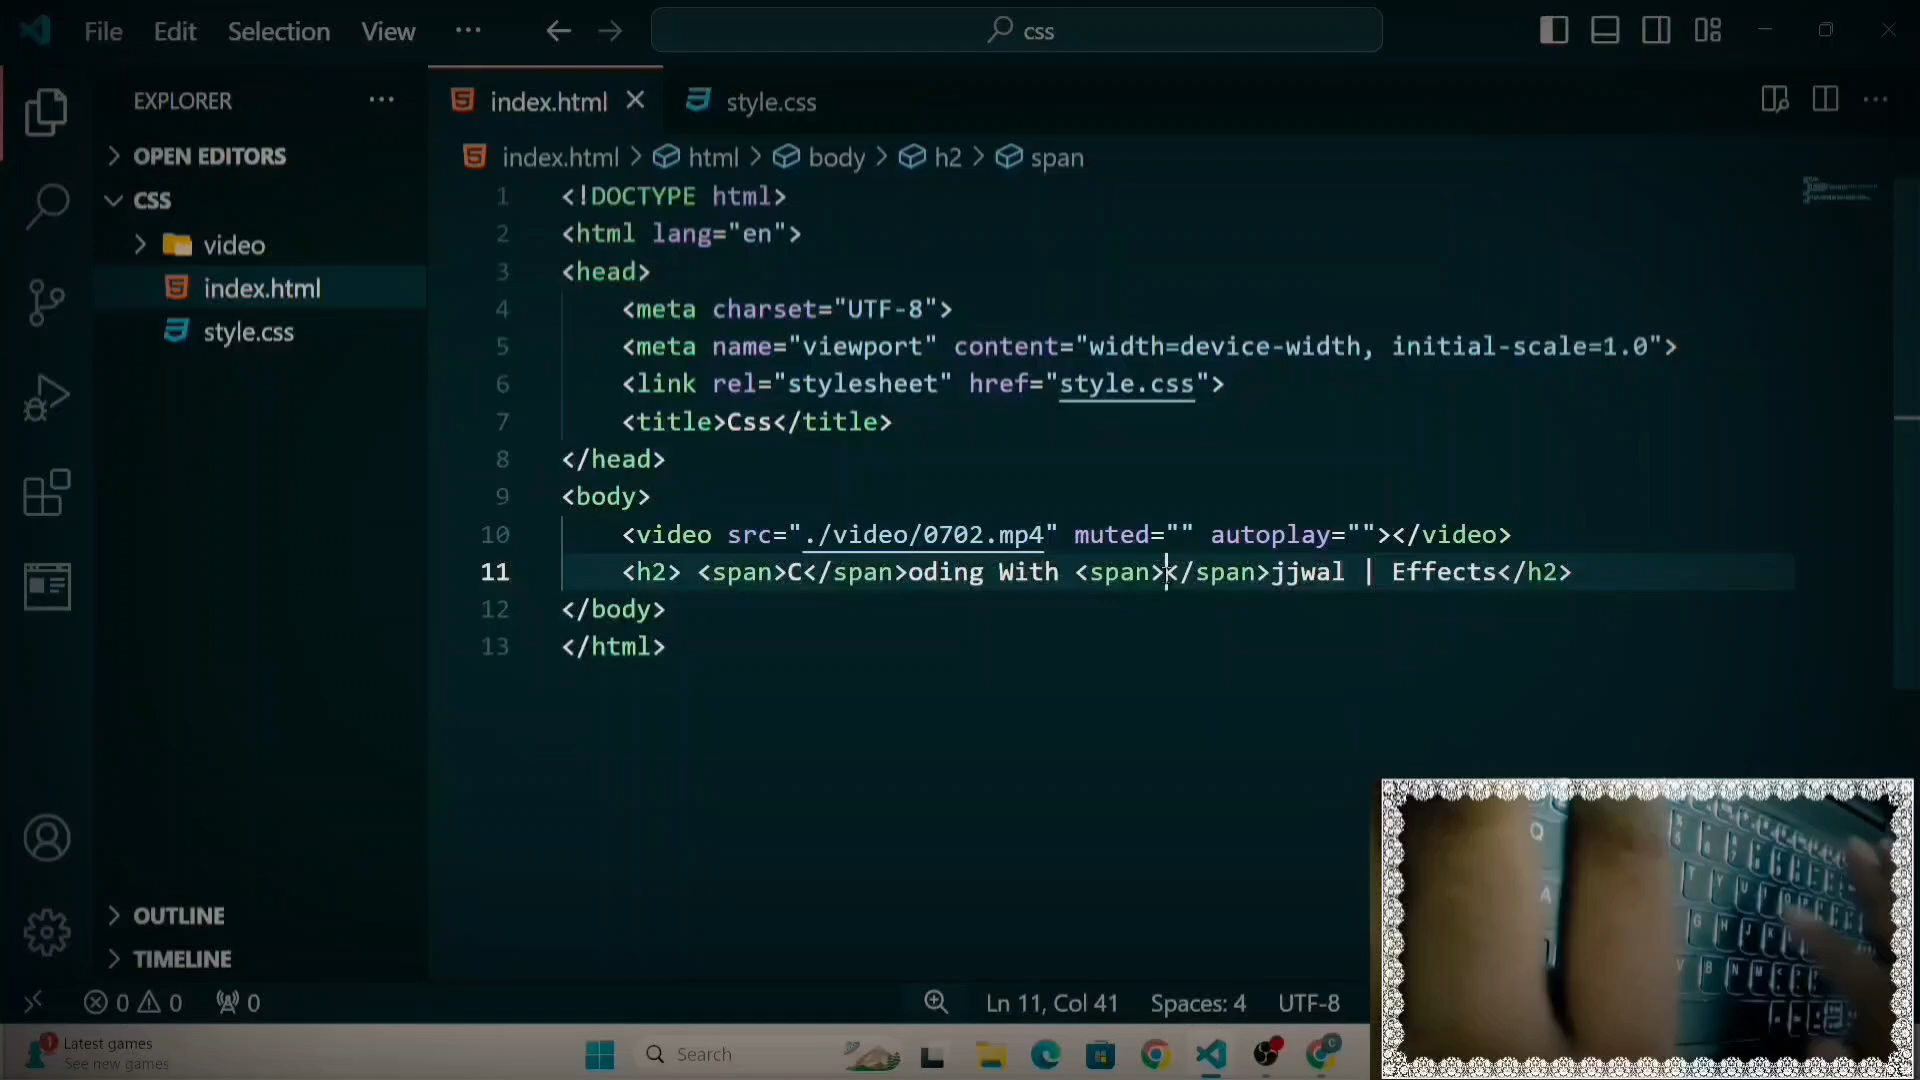 File Edit Selection View ··· css
EXPLORER ···
OPEN EDITORS
CSS
video
index.html
style.css
OUTLINE
TIMELINE
index.html style.css
index.html > html > body > h2 > span
1 <!DOCTYPE html>
2 <html lang="en">
3 <head>
4 <meta charset="UTF-8">
5 <meta name="viewport" content="width=device-width, initial-scale=1.0">
6 <link rel="stylesheet" href="style.css">
7 <title>Css</title>
8 </head>
9 <body>
10 <video src="./video/0702.mp4" muted="" autoplay=""></video>
11 <h2> <span>C</span>oding With <span></span>jjwal | Effects</h2>
12 </body>
13 </html>
0 0 0 Ln 11, Col 41 Spaces: 4 UTF-8
Latest games
See new games
Search